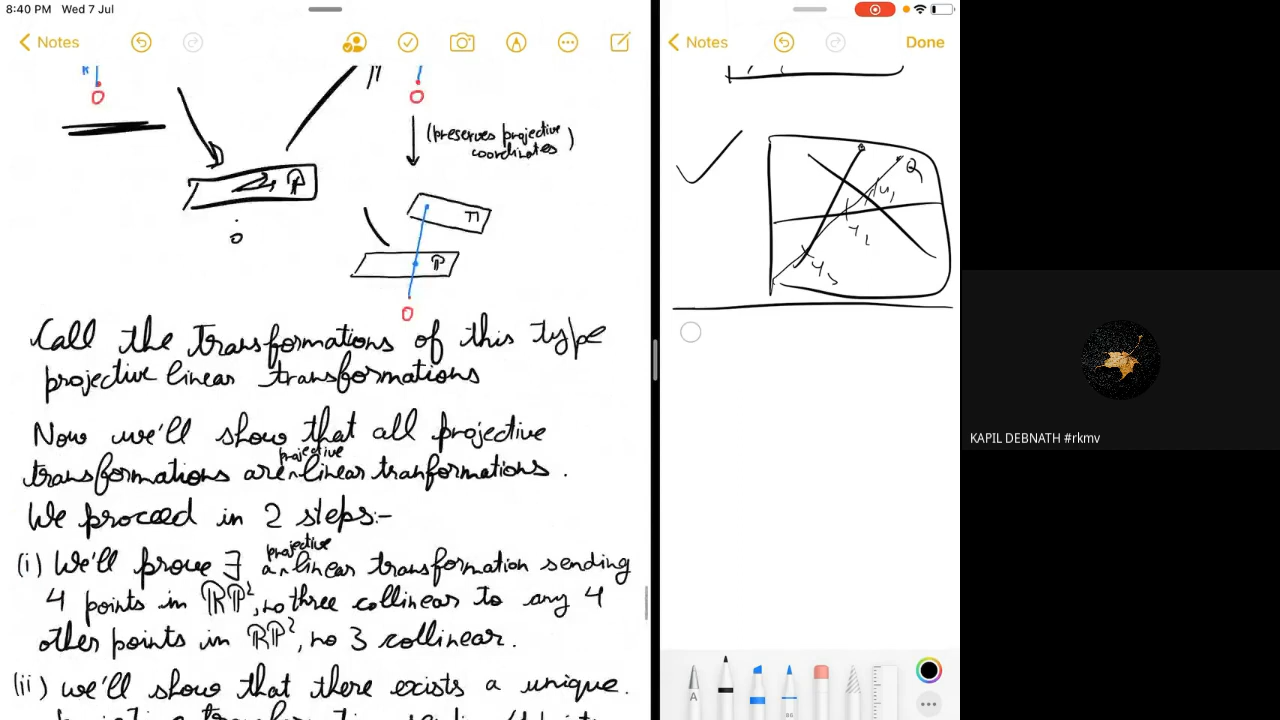 8:40 PM Wed 7 Jul
Notes
Notes
Done
O
π
O
(preserves projective
coordinates)
P
O
π
P
O
Q
Y1
Y2
Y3
Call the transformations of this type
projective linear transformations
Now we'll show that all projective
transformations are projective linear tranformations.
We proceed in 2 steps:-
(i) We'll prove ∃ a projective linear transformation sending
4 points in ℝP², no three collinear to any 4
other points in ℝP², no 3 collinear.
(ii) we'll show that there exists a unique
KAPIL DEBNATH #rkmv